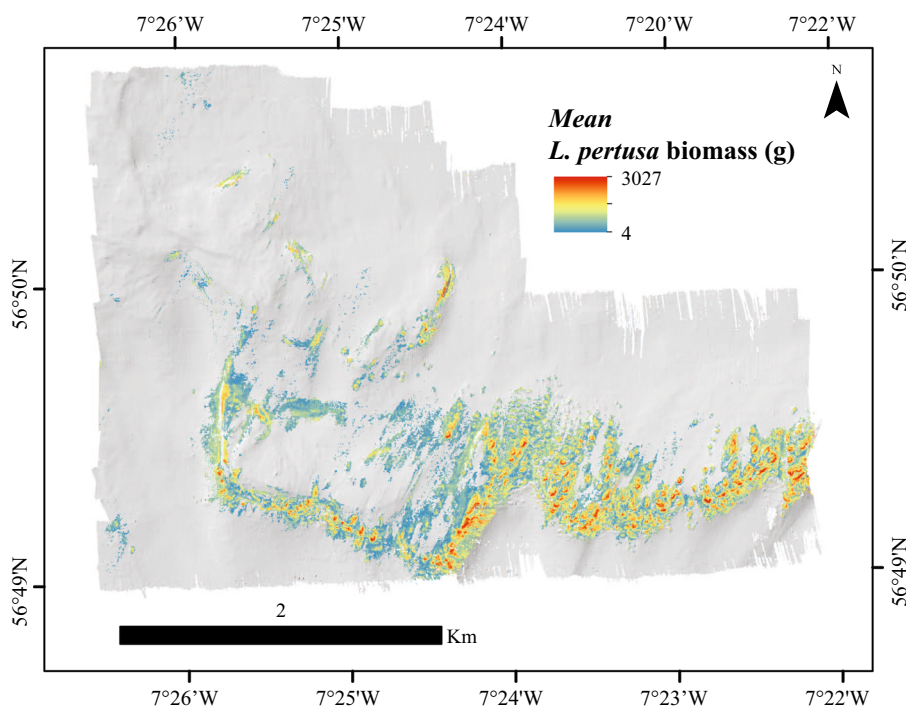 7°26’W 7°25’W 7°24’W 7°20’W 7°22’W
N
Mean
L. pertusa biomass (g)
3027
4
56°50’N 56°50’N
56°49’N 56°49’N
2
Km
7°26’W 7°25’W 7°24’W 7°23’W 7°22’W